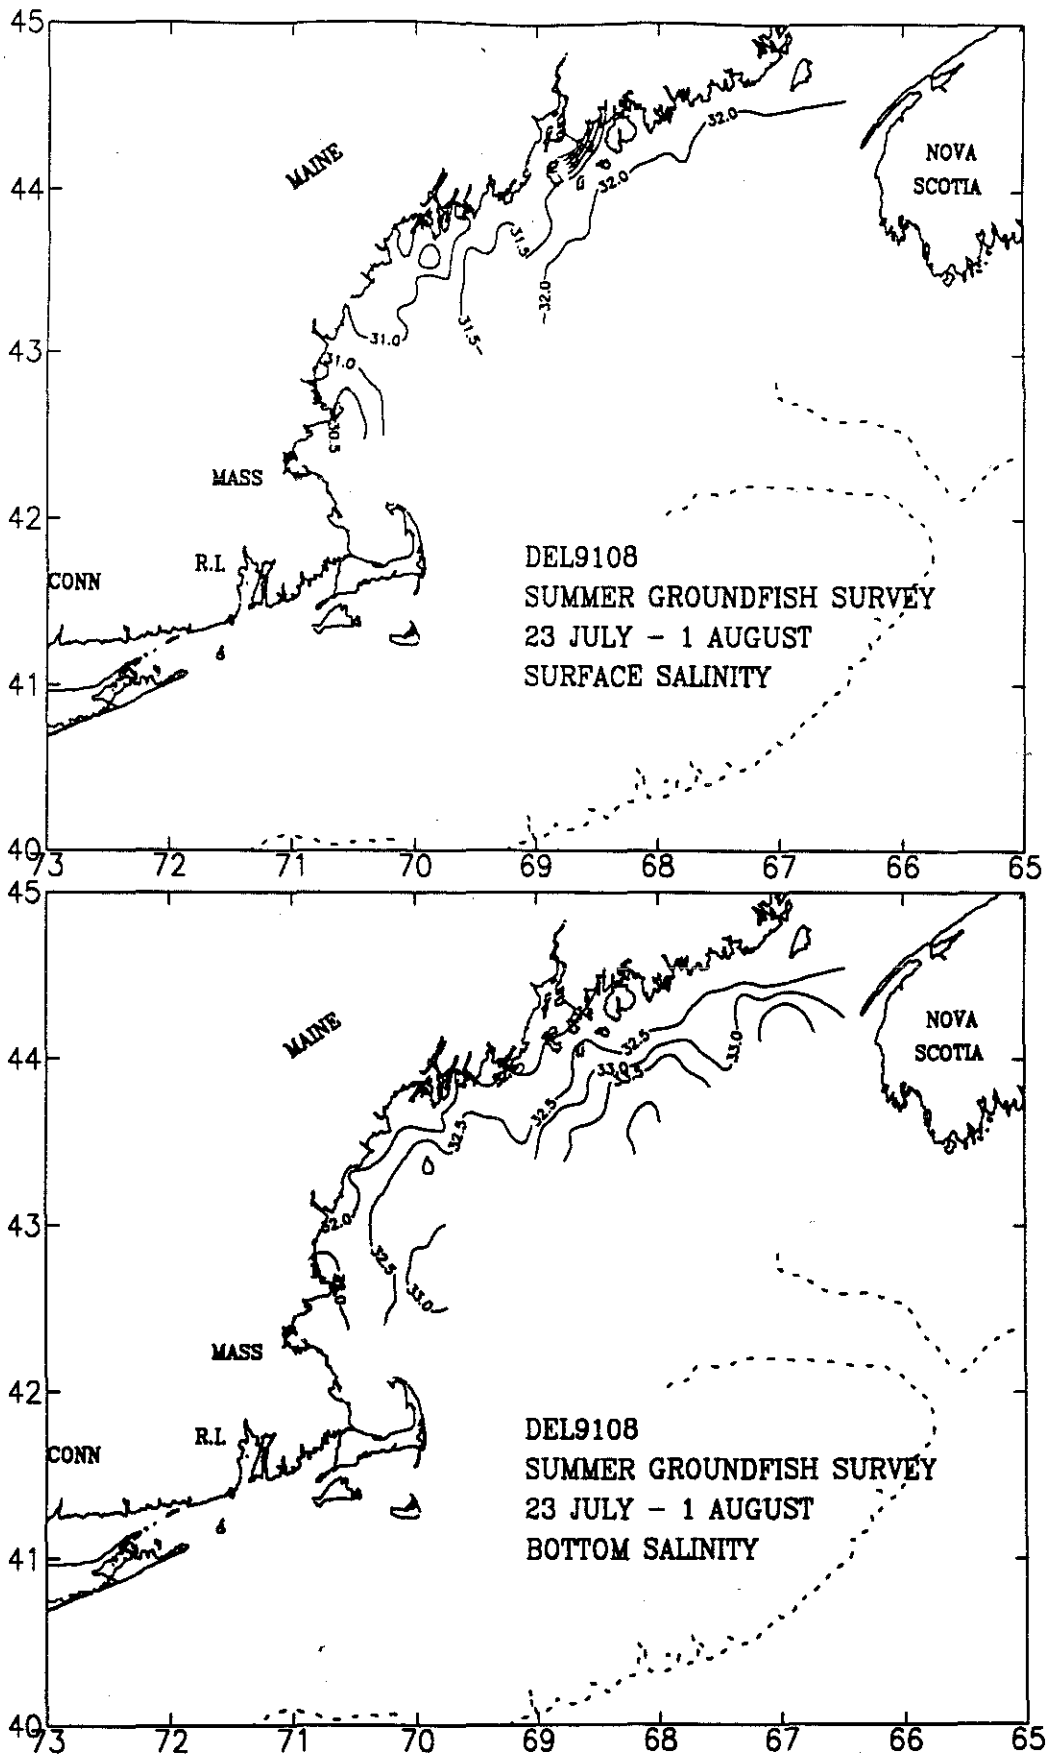 45
MAINE
NOVA
SCOTIA
32.0
44
32.0
31.5
32.0
31.5
31.0
43
31.0
30.5
MASS
42
R.I.
CONN
DEL9108
SUMMER GROUNDFISH SURVEY
23 JULY - 1 AUGUST
SURFACE SALINITY
41
40
73 72 71 70 69 68 67 66 65
45
MAINE
NOVA
SCOTIA
32.5
33.0
44
33.0
33.5
32.5
32.5
43
32.0
32.5
33.0
MASS
42
R.I.
CONN
DEL9108
SUMMER GROUNDFISH SURVEY
23 JULY - 1 AUGUST
BOTTOM SALINITY
41
40
73 72 71 70 69 68 67 66 65